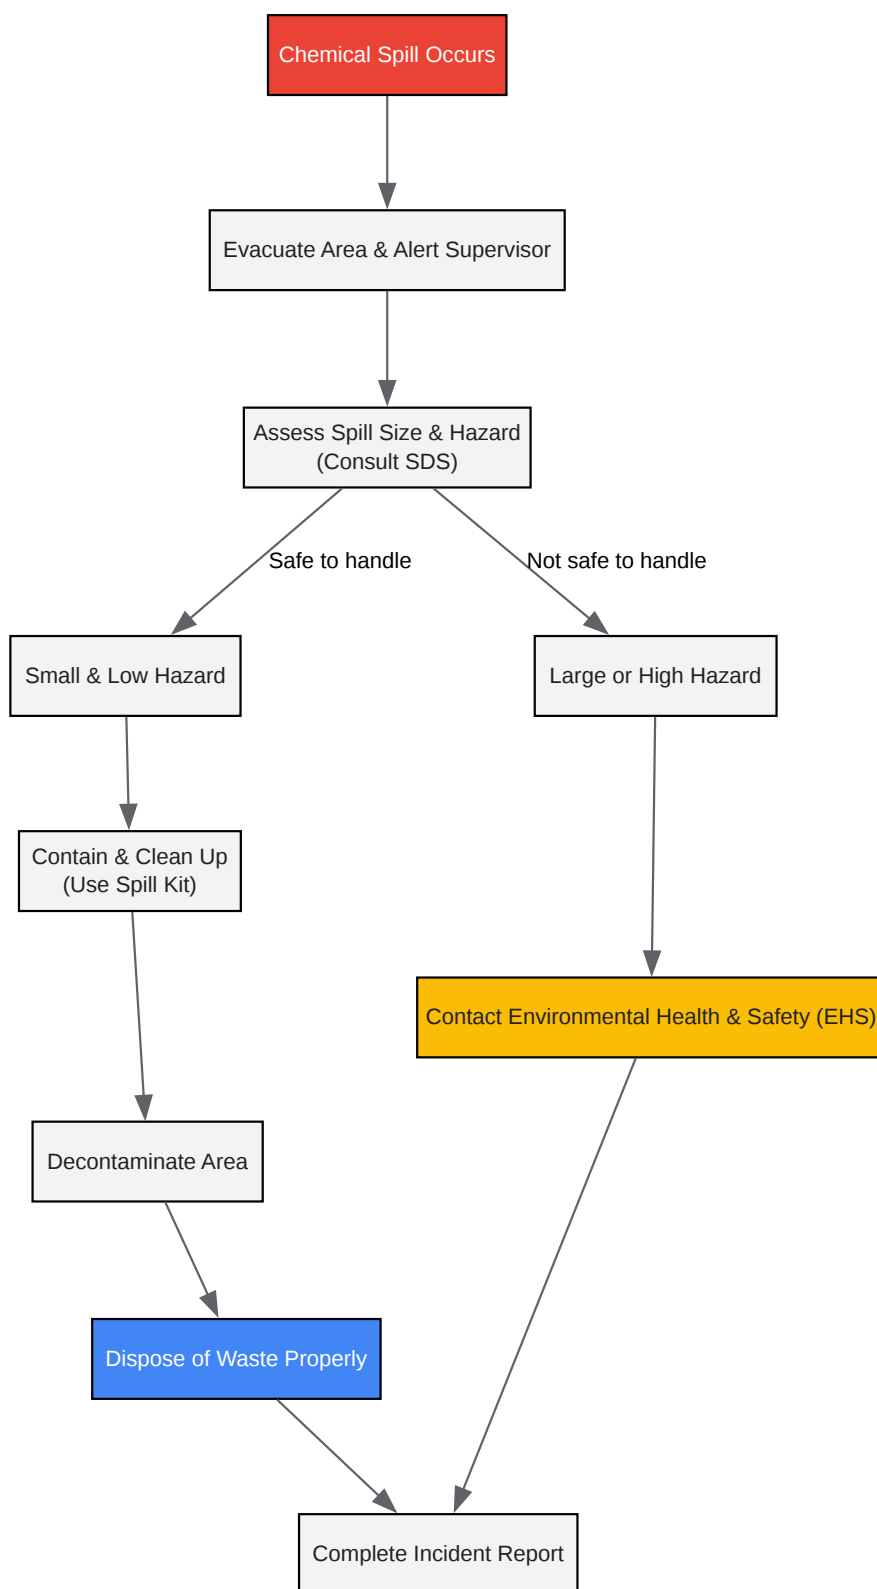 Chemical Spill Occurs
Evacuate Area & Alert Supervisor
Assess Spill Size & Hazard
(Consult SDS)
Safe to handle
Not safe to handle
Small & Low Hazard
Large or High Hazard
Contain & Clean Up
(Use Spill Kit)
Contact Environmental Health & Safety (EHS)
Decontaminate Area
Dispose of Waste Properly
Complete Incident Report